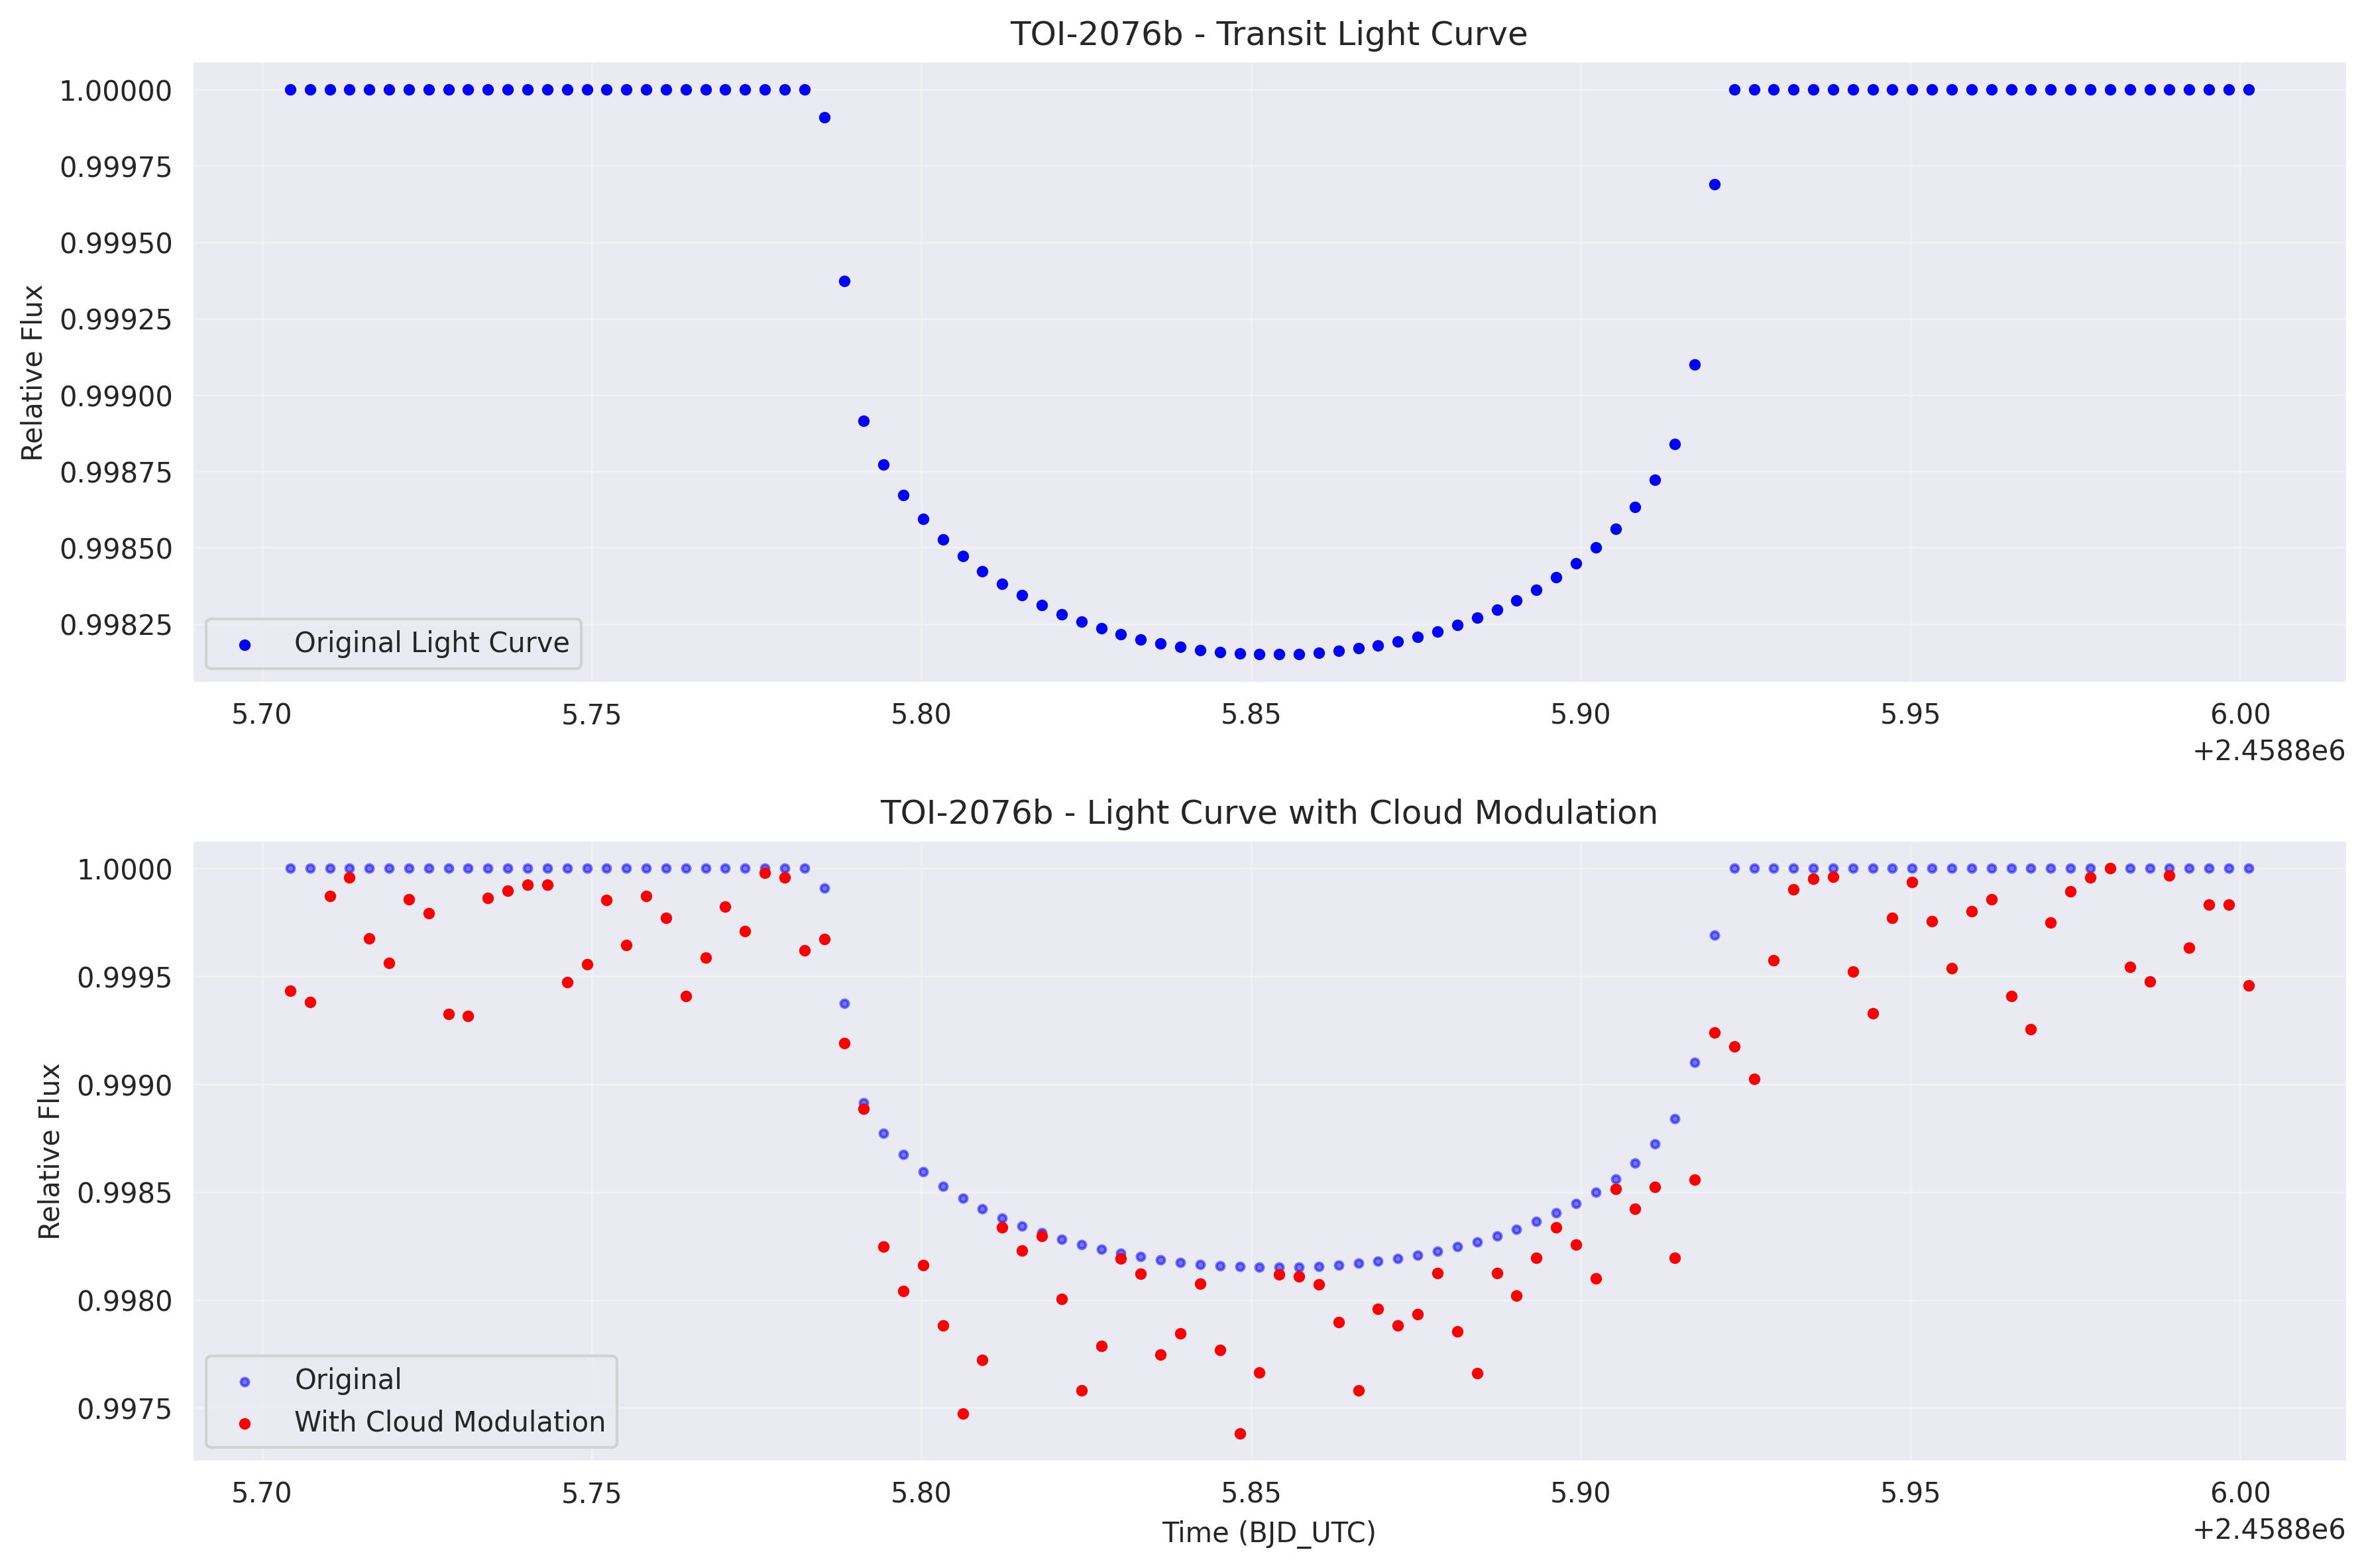 TOI-2076b - Transit Light Curve
Relative Flux
1.00000
0.99975
0.99950
0.99925
0.99900
0.99875
0.99850
0.99825
Original Light Curve
5.70 5.75 5.80 5.85 5.90 5.95 6.00
+2.4588e6
TOI-2076b - Light Curve with Cloud Modulation
Relative Flux
1.0000
0.9995
0.9990
0.9985
0.9980
0.9975
Original
With Cloud Modulation
5.70 5.75 5.80 5.85 5.90 5.95 6.00
Time (BJD_UTC)
+2.4588e6